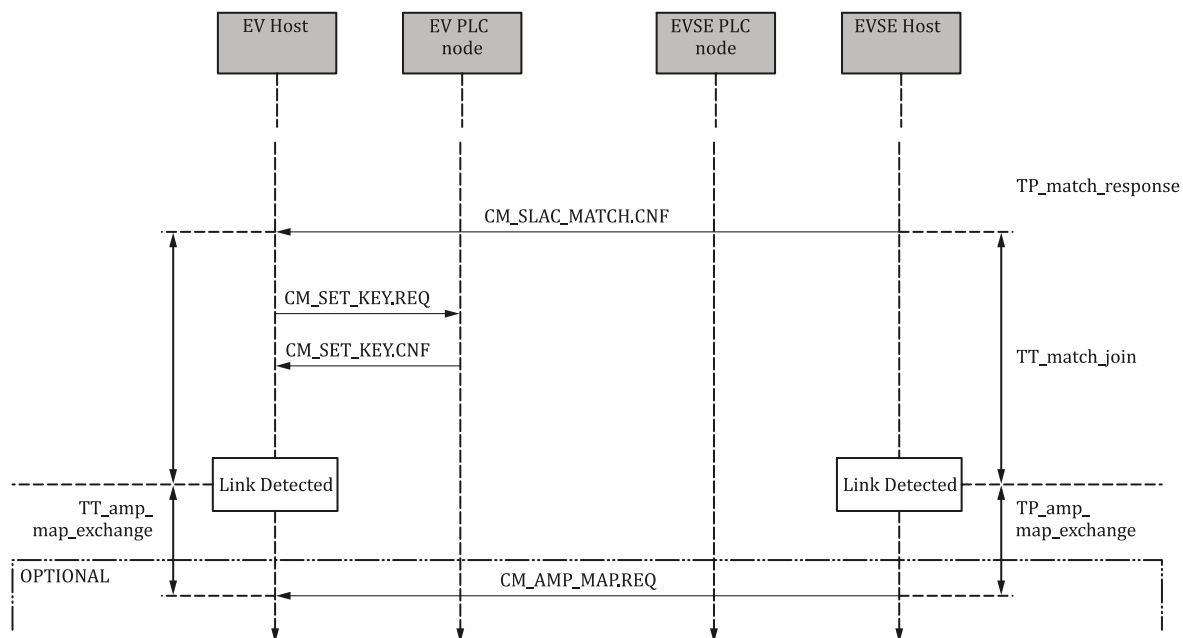 EV Host
EV PLC
node
EVSE PLC
node
EVSE Host
TP_match_response
CM_SLAC_MATCH.CNF
CM_SET_KEY.REQ
CM_SET_KEY.CNF
TT_match_join
Link Detected
Link Detected
TT_amp_
map_exchange
TP_amp_
map_exchange
OPTIONAL
CM_AMP_MAP.REQ